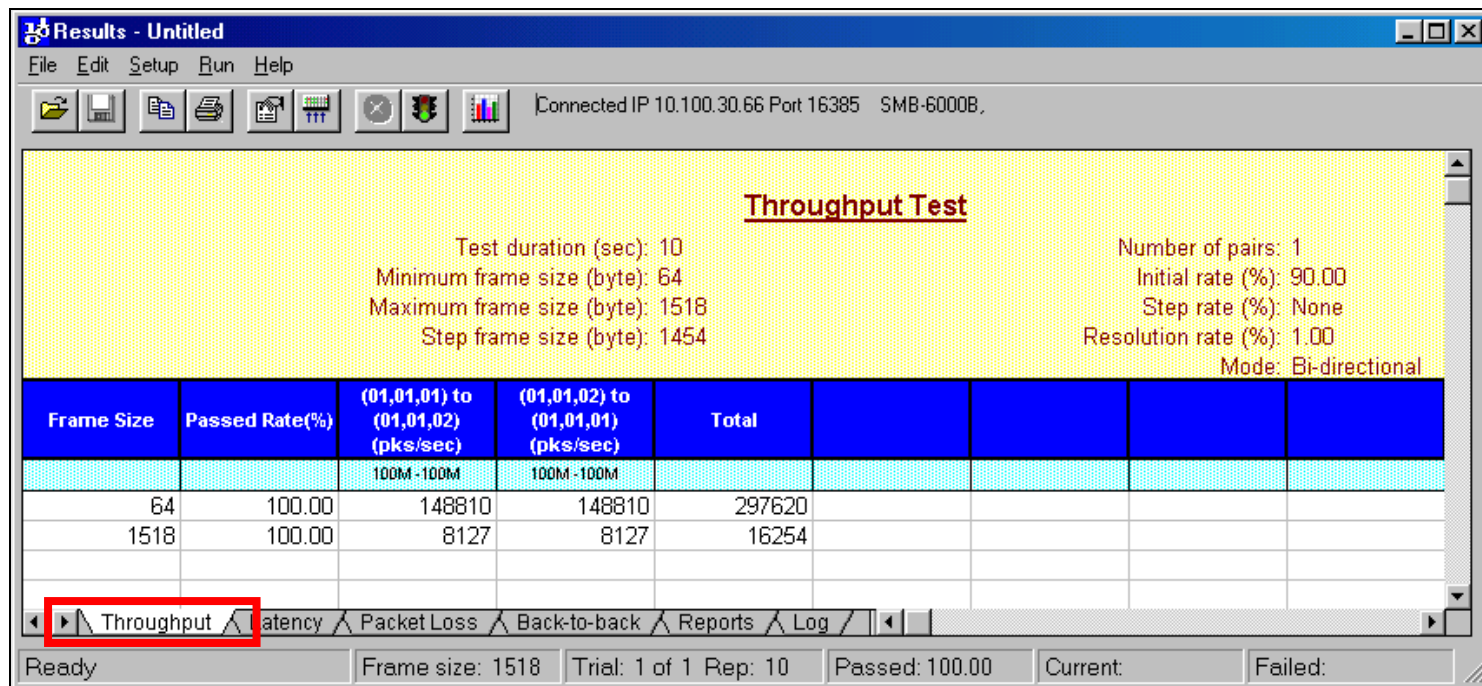 Results - Untitled
File Edit Setup Run Help
Connected IP 10.100.30.66 Port 16385 SMB-6000B,
Throughput Test
Test duration (sec): 10 Number of pairs: 1
Minimum frame size (byte): 64 Initial rate (%): 90.00
Maximum frame size (byte): 1518 Step rate (%): None
Step frame size (byte): 1454 Resolution rate (%): 1.00
Mode: Bi-directional
Frame Size Passed Rate(%) (01,01,01) to (01,01,02) (pks/sec) (01,01,02) to (01,01,01) (pks/sec) Total
100M -100M 100M -100M
64 100.00 148810 148810 297620
1518 100.00 8127 8127 16254
Throughput Latency Packet Loss Back-to-back Reports Log
Ready Frame size: 1518 Trial: 1 of 1 Rep: 10 Passed: 100.00 Current: Failed: